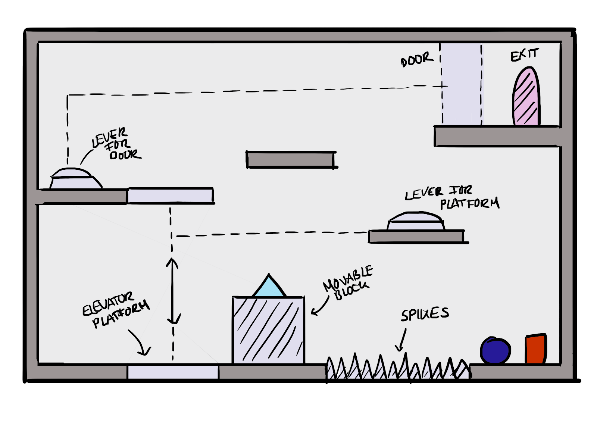 DOOR
EXIT
LEVER
FOR
DOOR
LEVER FOR
PLATFORM
ELEVATOR
PLATFORM
MOVABLE
BLOCK
SPIKES